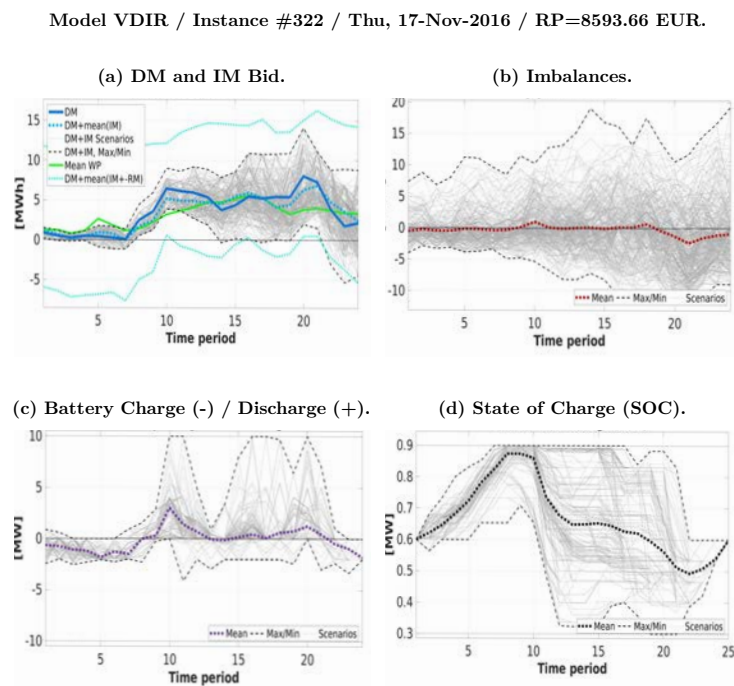 Model VDIR / Instance #322 / Thu, 17-Nov-2016 / RP=8593.66 EUR.
(a) DM and IM Bid.
(b) Imbalances.
DM
DM+mean(IM)
DM+IM Scenarios
DM+IM, Max/Min
Mean WP
DM+mean(IM+-RM)
[MWh]
15
10
5
0
-5
5
10
15
20
Time period
20
15
10
5
0
-5
-10
Mean
Max/Min
Scenarios
5
10
15
20
Time period
(c) Battery Charge (-) / Discharge (+).
(d) State of Charge (SOC).
[MW]
10
5
0
-5
-10
Mean
Max/Min
Scenarios
5
10
15
20
Time period
[MW]
0.9
0.8
0.7
0.6
0.5
0.4
0.3
Mean
Max/Min
Scenarios
5
10
15
20
25
Time period